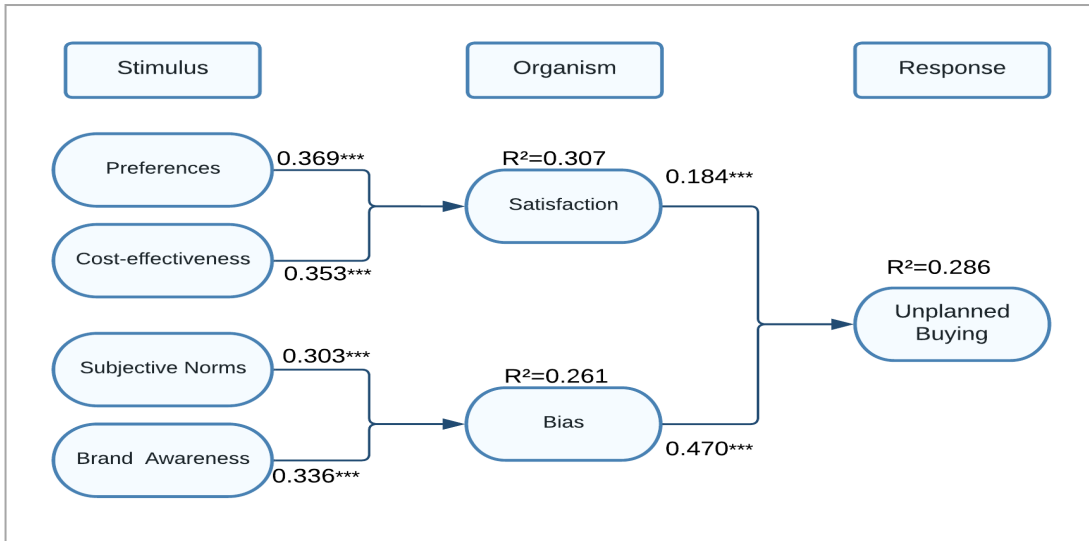 Stimulus
Organism
Response
Preferences
0.369***
R²=0.307
Satisfaction
0.184***
Cost-effectiveness
0.353***
R²=0.286
Unplanned
Buying
Subjective Norms
0.303***
R²=0.261
Bias
0.470***
Brand  Awareness
0.336***